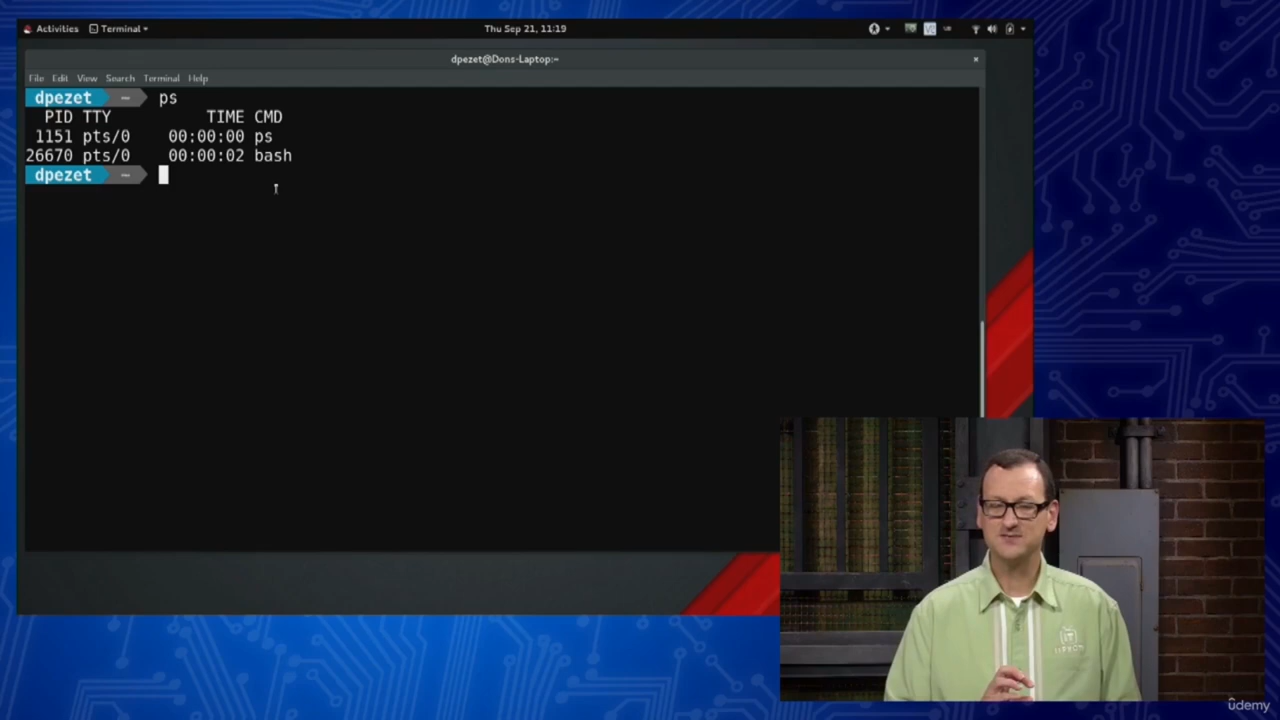 Activities Terminal Thu Sep 21, 11:19
dpezet@Dons-Laptop:~ ×
File Edit View Search Terminal Help
dpezet ~ ps
PID TTY TIME CMD
1151 pts/0 00:00:00 ps
26670 pts/0 00:00:02 bash
dpezet ~
ITPROTV
udemy